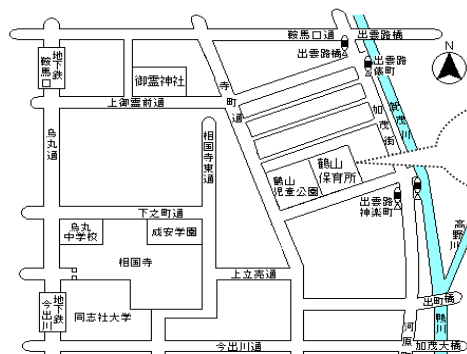 鞍馬口通
出雲路橋
地下鉄
鞍馬口
出雲路橋
出雲路
俵町
N
御霊神社
寺町通
上御霊前通
加茂街
賀茂川
烏丸通
相国寺東通
鶴山
保育所
鶴山
児童公園
出雲路
神楽町
下之町通
烏丸
中学校
成安学園
高野川
相国寺
上立売通
地下鉄
今出川
同志社大学
出町橋
河原
鴨川
今出川通
加茂大橋